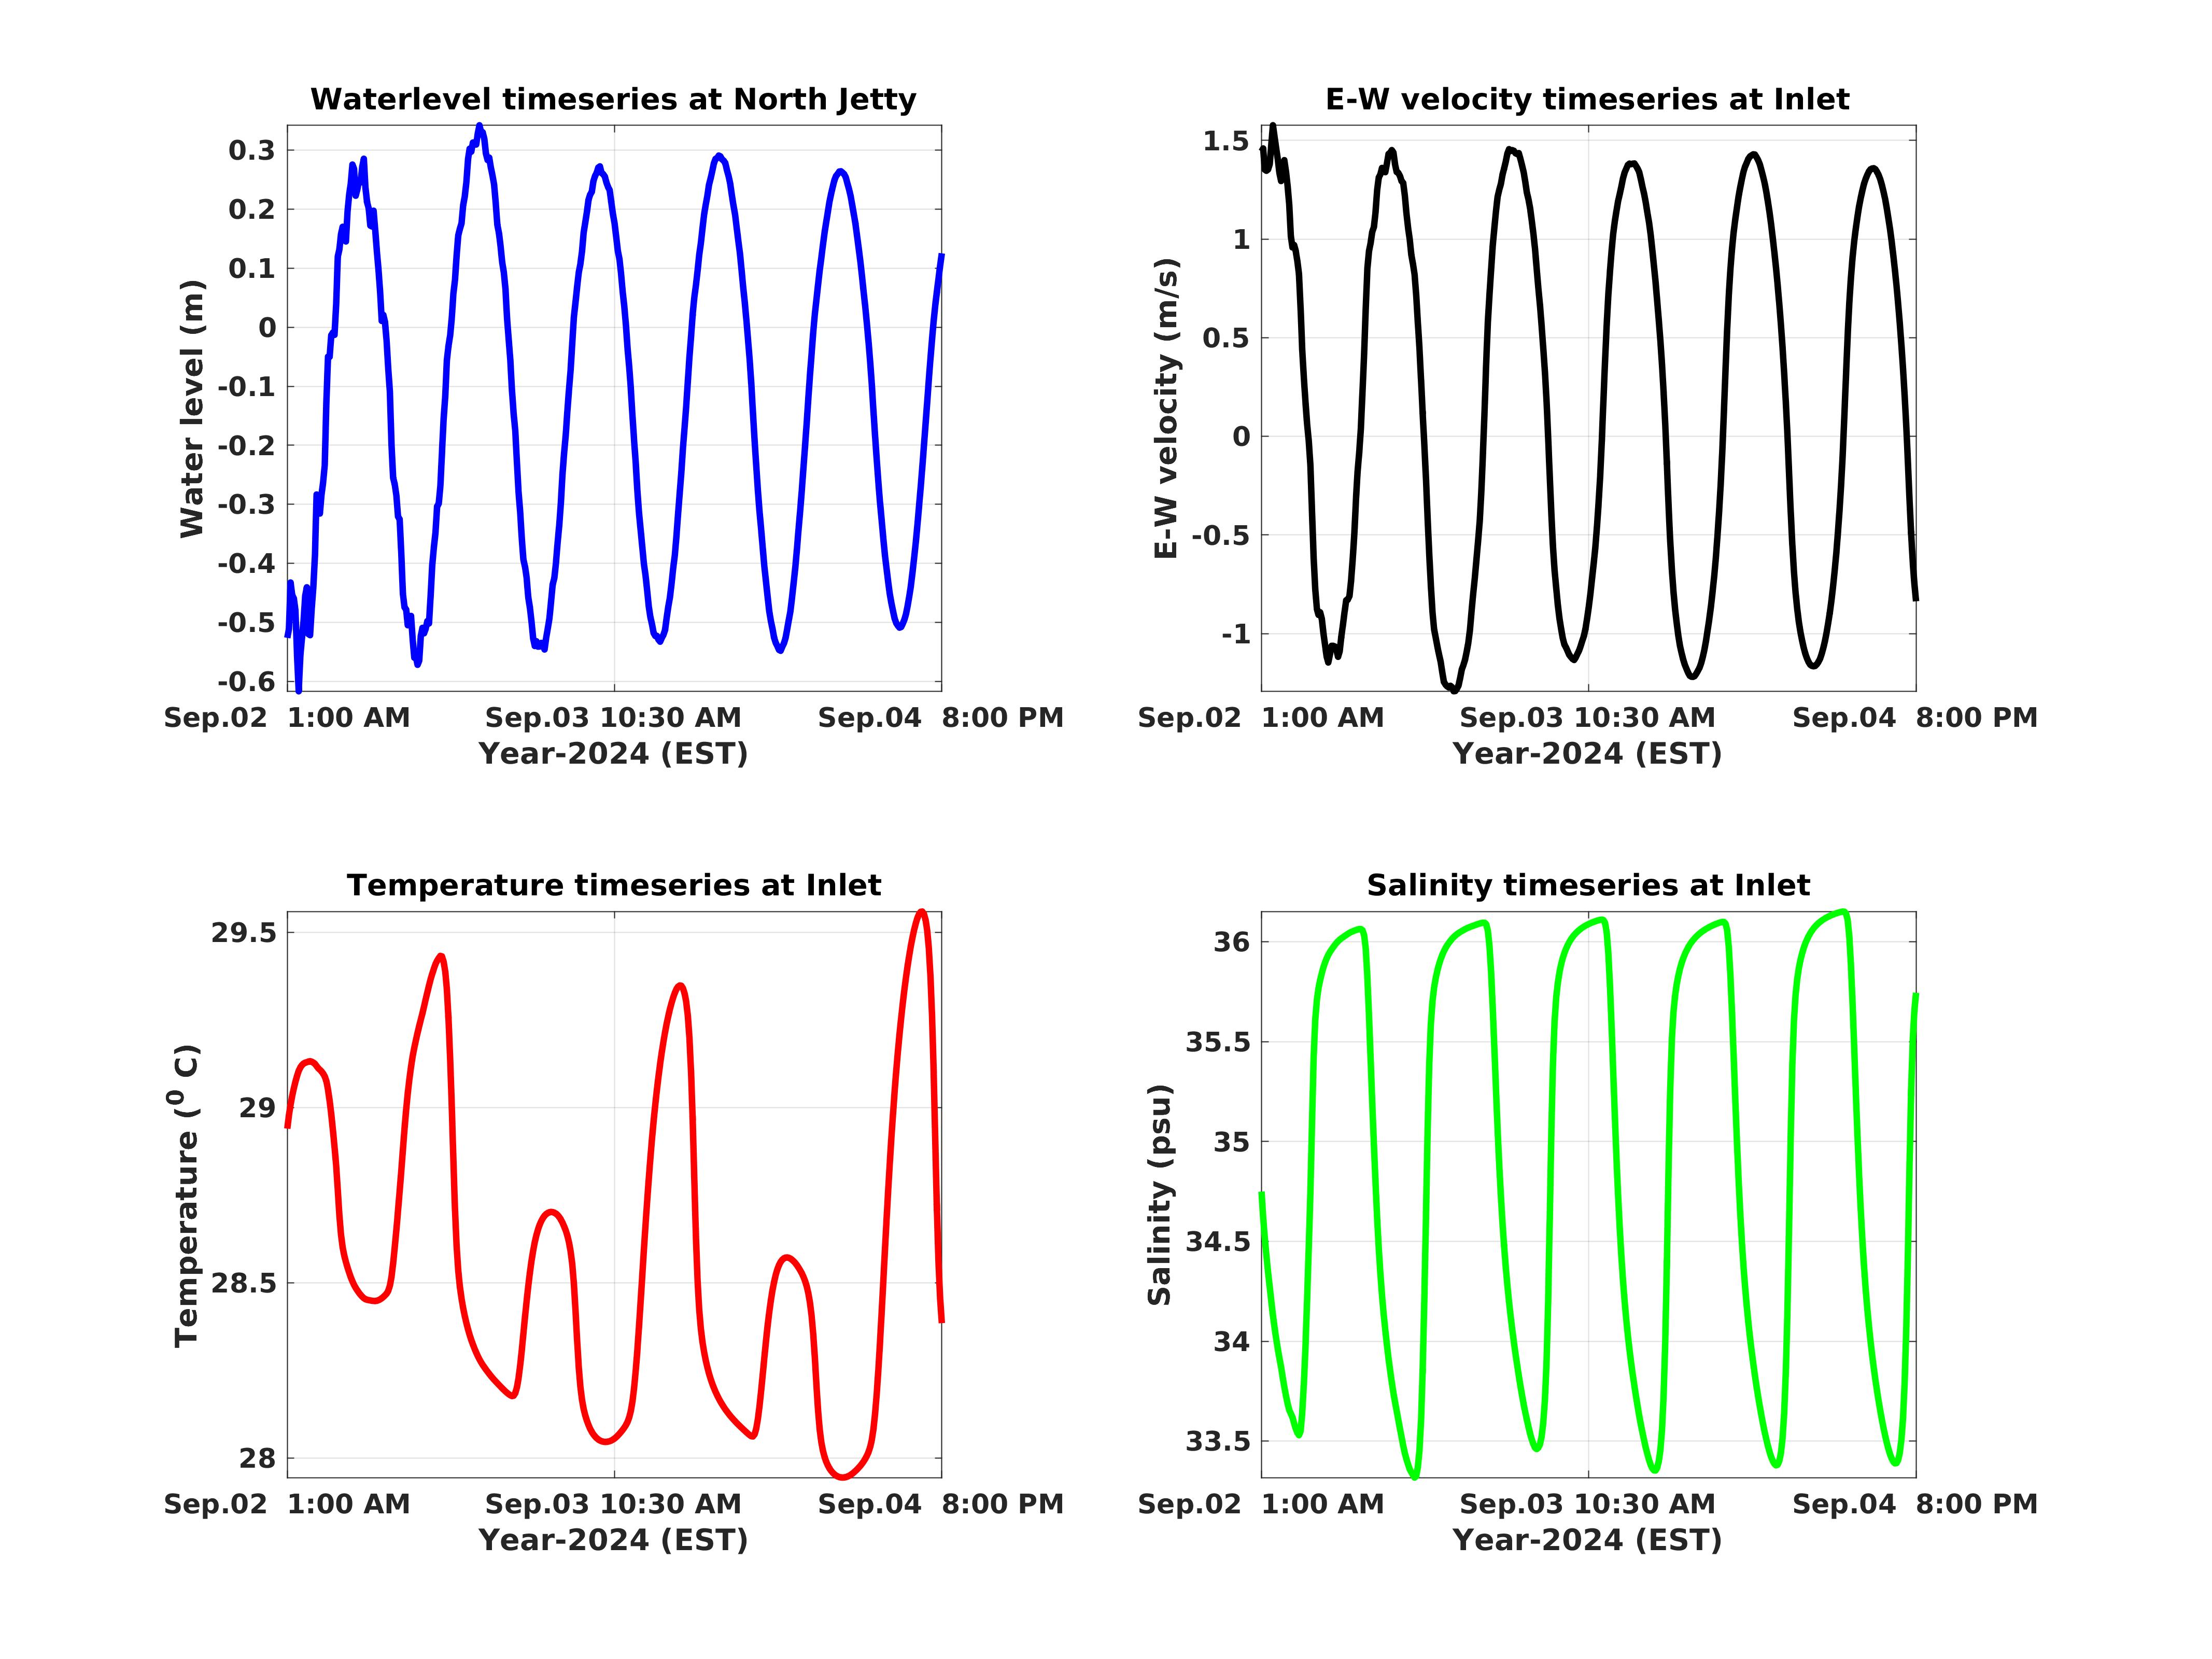 Waterlevel timeseries at North Jetty
Water level (m)
0.3
0.2
0.1
0
-0.1
-0.2
-0.3
-0.4
-0.5
-0.6
Sep.02 1:00 AM Sep.03 10:30 AM Sep.04 8:00 PM
Year-2024 (EST)
E-W velocity timeseries at Inlet
E-W velocity (m/s)
1.5
1
0.5
0
-0.5
-1
Sep.02 1:00 AM Sep.03 10:30 AM Sep.04 8:00 PM
Year-2024 (EST)
Temperature timeseries at Inlet
Temperature (⁰ C)
29.5
29
28.5
28
Sep.02 1:00 AM Sep.03 10:30 AM Sep.04 8:00 PM
Year-2024 (EST)
Salinity timeseries at Inlet
Salinity (psu)
36
35.5
35
34.5
34
33.5
Sep.02 1:00 AM Sep.03 10:30 AM Sep.04 8:00 PM
Year-2024 (EST)